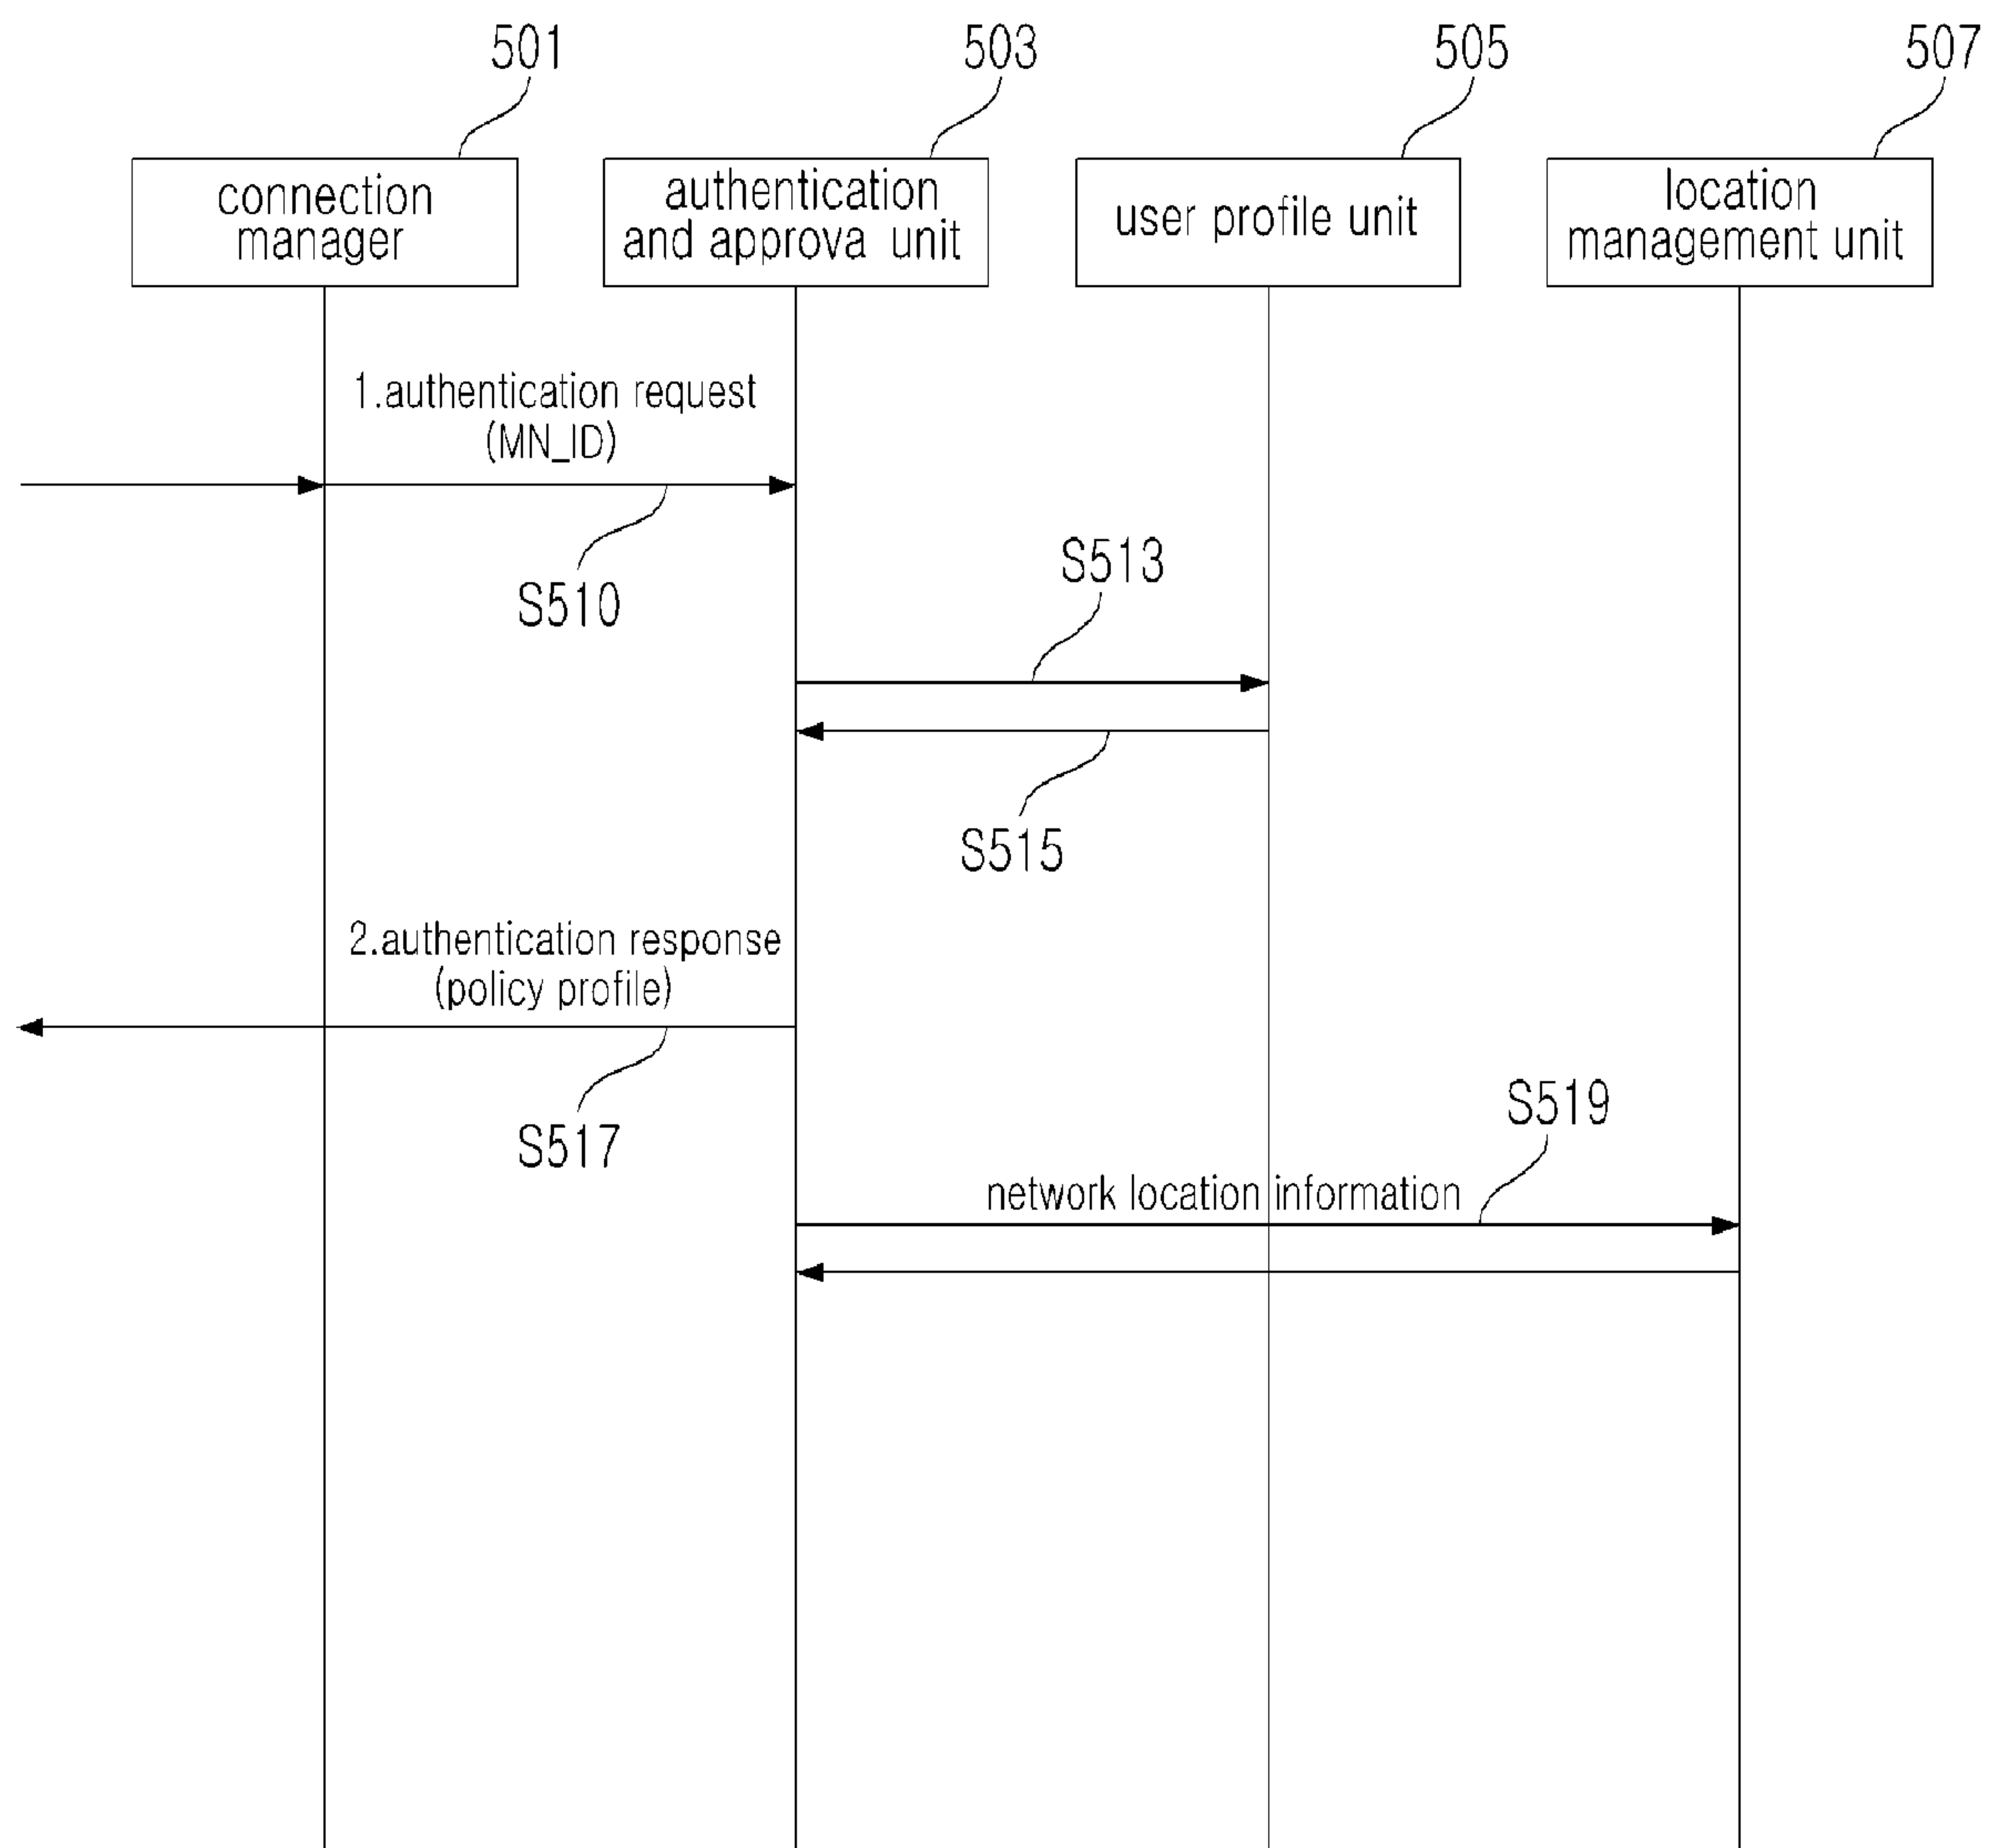 501
503
505
507
connection
manager
authentication
and approva unit
user profile unit
location
management unit
1.authentication request
(MN_ID)
S510
S513
S515
2.authentication response
(policy profile)
S517
S519
network location information